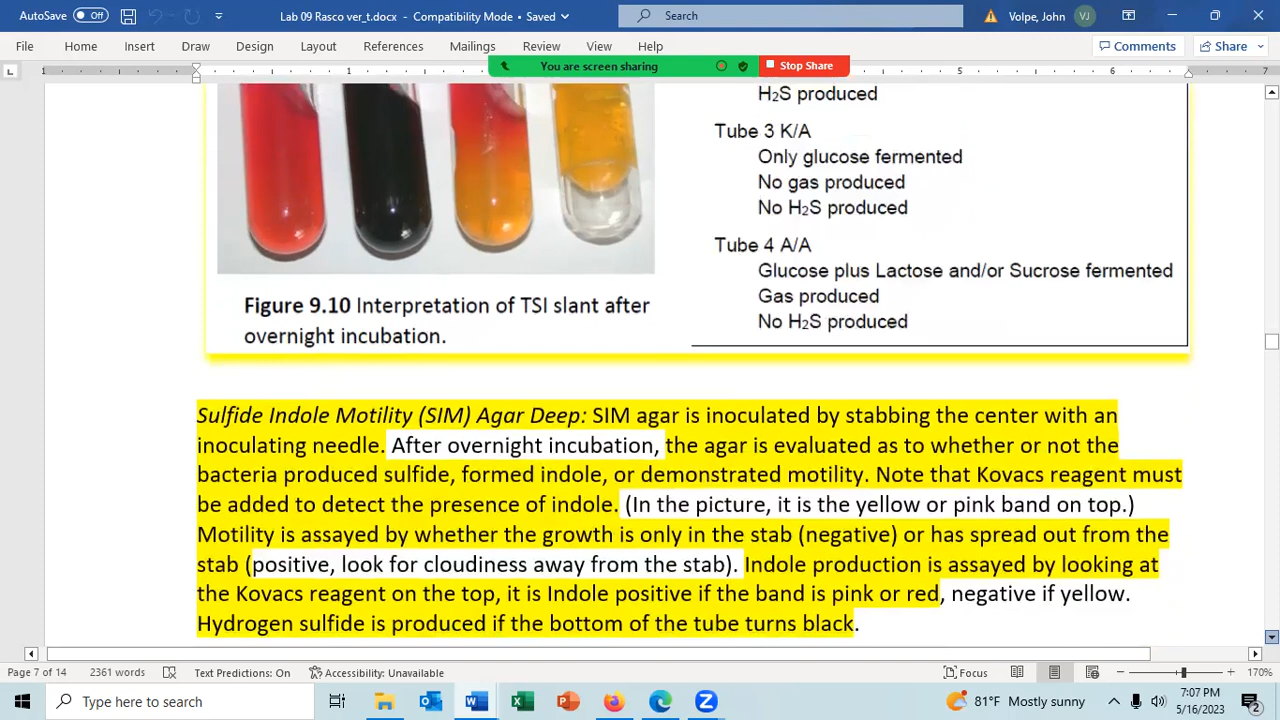 AutoSave Off Lab 09 Rasco ver_t.docx - Compatibility Mode • Saved Search Volpe, John VJ
File Home Insert Draw Design Layout References Mailings Review View Help Comments Share
You are screen sharing Stop Share
1 1 5 6 7
H₂S produced
Tube 3 K/A
Only glucose fermented
No gas produced
No H₂S produced
Tube 4 A/A
Glucose plus Lactose and/or Sucrose fermented
Gas produced
No H₂S produced
Figure 9.10 Interpretation of TSI slant after
overnight incubation.
Sulfide Indole Motility (SIM) Agar Deep: SIM agar is inoculated by stabbing the center with an
inoculating needle. After overnight incubation, the agar is evaluated as to whether or not the
bacteria produced sulfide, formed indole, or demonstrated motility. Note that Kovacs reagent must
be added to detect the presence of indole. (In the picture, it is the yellow or pink band on top.)
Motility is assayed by whether the growth is only in the stab (negative) or has spread out from the
stab (positive, look for cloudiness away from the stab). Indole production is assayed by looking at
the Kovacs reagent on the top, it is Indole positive if the band is pink or red, negative if yellow.
Hydrogen sulfide is produced if the bottom of the tube turns black.
Page 7 of 14 2361 words Text Predictions: On Accessibility: Unavailable Focus 170%
Type here to search 81°F Mostly sunny 7:07 PM
5/16/2023 2